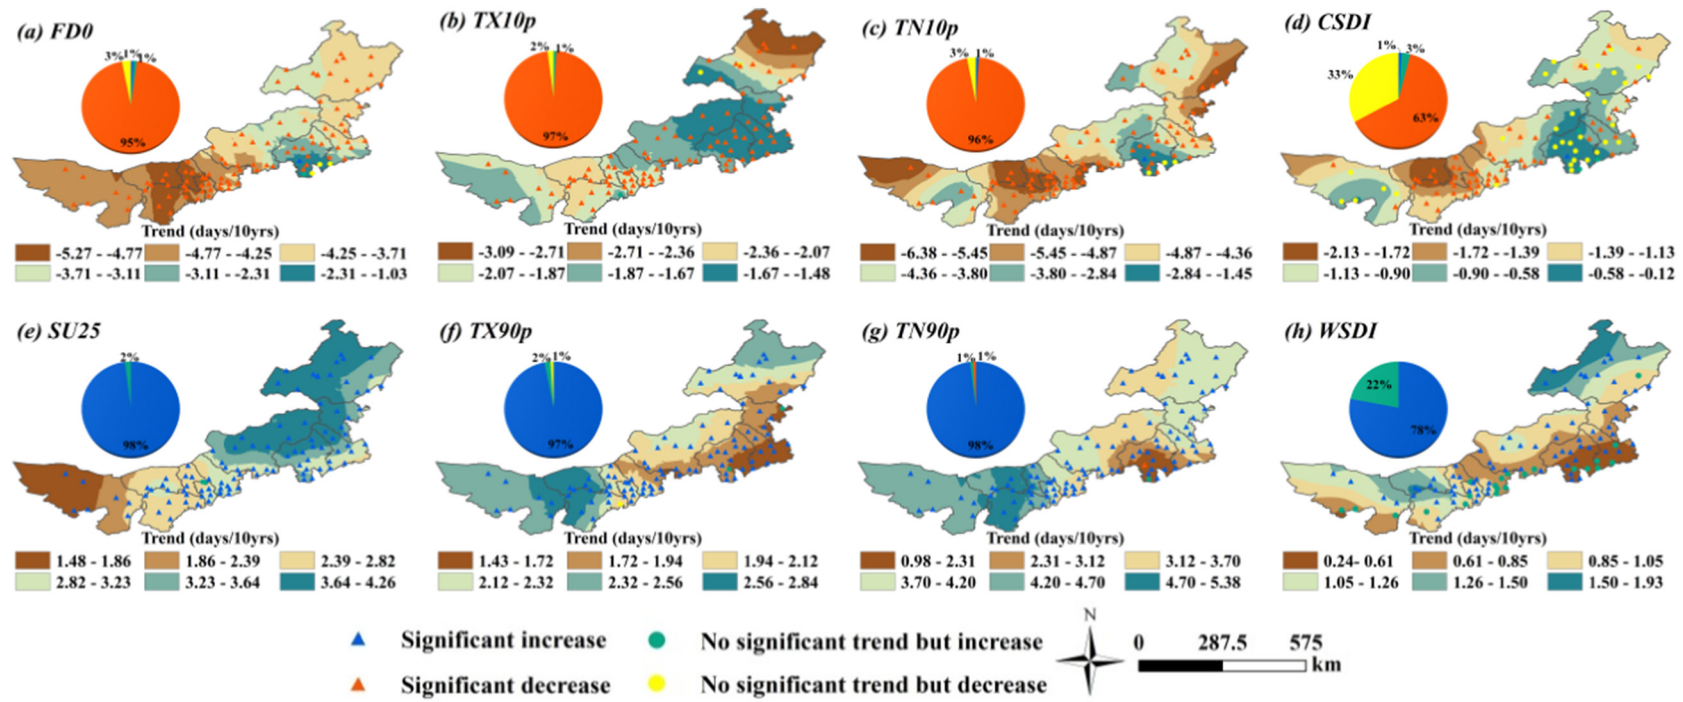 (a) FD0
3% 1% 1%
95%
Trend (days/10yrs)
-5.27 - -4.77 -4.77 - -4.25 -4.25 - -3.71
-3.71 - -3.11 -3.11 - -2.31 -2.31 - -1.03
(b) TX10p
2% 1%
97%
Trend (days/10yrs)
-3.09 - -2.71 -2.71 - -2.36 -2.36 - -2.07
-2.07 - -1.87 -1.87 - -1.67 -1.67 - -1.48
(c) TN10p
3% 1%
96%
Trend (days/10yrs)
-6.38 - -5.45 -5.45 - -4.87 -4.87 - -4.36
-4.36 - -3.80 -3.80 - -2.84 -2.84 - -1.45
(d) CSDI
1% 3%
33%
63%
Trend (days/10yrs)
-2.13 - -1.72 -1.72 - -1.39 -1.39 - -1.13
-1.13 - -0.90 -0.90 - -0.58 -0.58 - -0.12
(e) SU25
2%
98%
Trend (days/10yrs)
1.48 - 1.86 1.86 - 2.39 2.39 - 2.82
2.82 - 3.23 3.23 - 3.64 3.64 - 4.26
(f) TX90p
2% 1%
97%
Trend (days/10yrs)
1.43 - 1.72 1.72 - 1.94 1.94 - 2.12
2.12 - 2.32 2.32 - 2.56 2.56 - 2.84
(g) TN90p
1% 1%
98%
Trend (days/10yrs)
0.98 - 2.31 2.31 - 3.12 3.12 - 3.70
3.70 - 4.20 4.20 - 4.70 4.70 - 5.38
(h) WSDI
22%
78%
Trend (days/10yrs)
0.24- 0.61 0.61 - 0.85 0.85 - 1.05
1.05 - 1.26 1.26 - 1.50 1.50 - 1.93
Significant increase No significant trend but increase
Significant decrease No significant trend but decrease
N
0 287.5 575
km